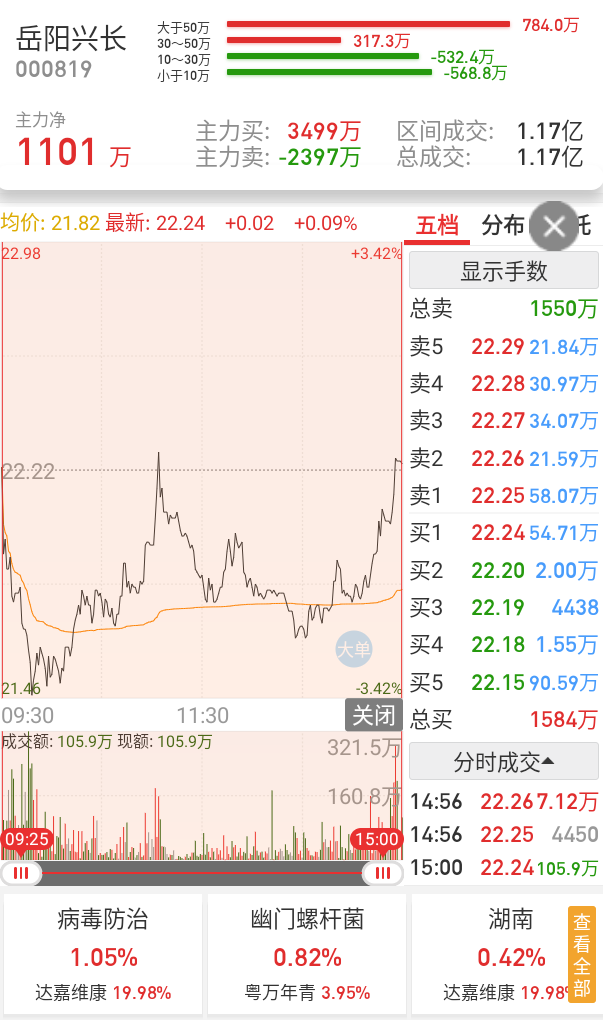 岳阳兴长
000819
大于50万 784.0万
30～50万 317.3万
10～30万 -532.4万
小于10万 -568.8万
主力净
1101 万
主力买: 3499万 区间成交: 1.17亿
主力卖: -2397万 总成交: 1.17亿
均价: 21.82 最新: 22.24 +0.02 +0.09%
22.98 +3.42%
22.22
大单
21.46 -3.42%
09:30 11:30
关闭
成交额: 105.9万 现额: 105.9万
321.5万
160.8万
09:25 15:00
五档 分布 托
显示手数
总卖 1550万
卖5 22.29 21.84万
卖4 22.28 30.97万
卖3 22.27 34.07万
卖2 22.26 21.59万
卖1 22.25 58.07万
买1 22.24 54.71万
买2 22.20 2.00万
买3 22.19 4438
买4 22.18 1.55万
买5 22.15 90.59万
总买 1584万
分时成交
14:56 22.26 7.12万
14:56 22.25 4450
15:00 22.24 105.9万
病毒防治
1.05%
达嘉维康 19.98%
幽门螺杆菌
0.82%
粤万年青 3.95%
湖南
0.42%
达嘉维康 19.98%
查看全部